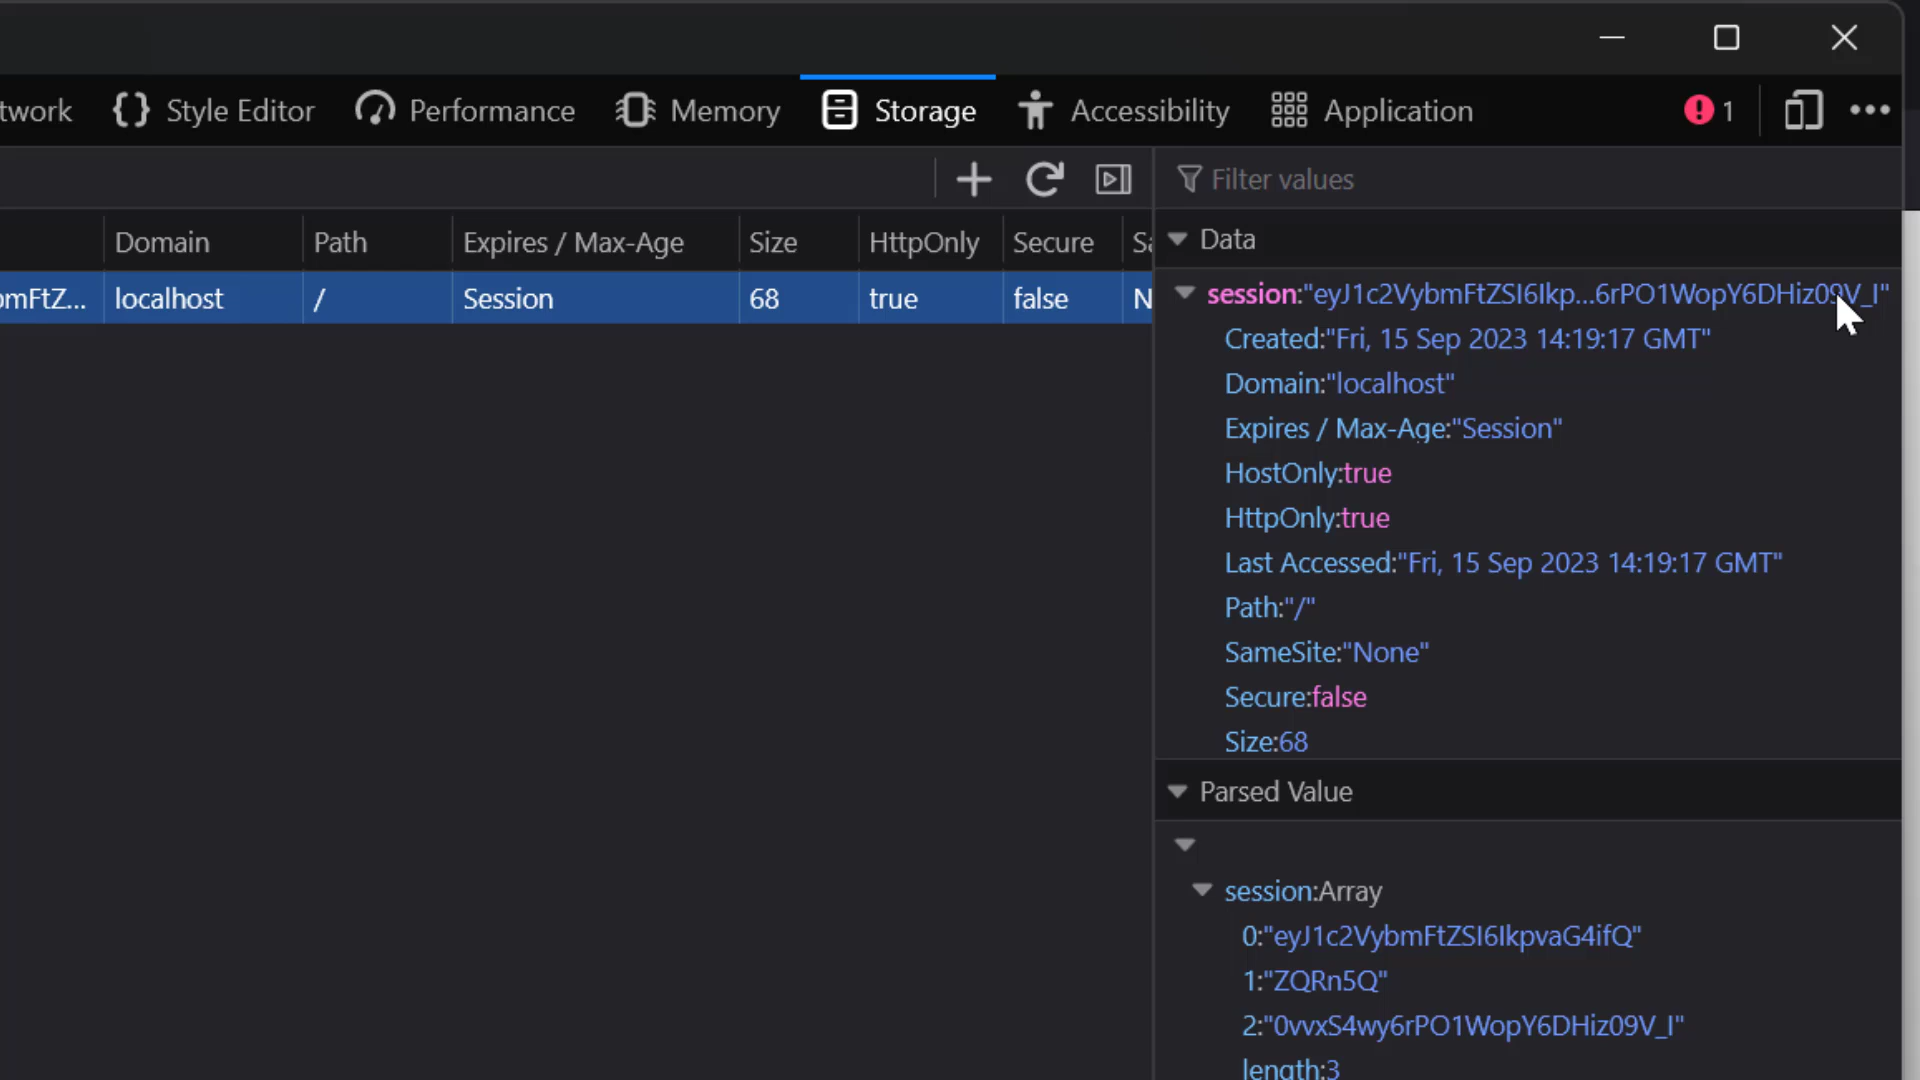 twork {} Style Editor Performance Memory Storage Accessibility Application 1
Filter values
Domain Path Expires / Max-Age Size HttpOnly Secure Sa
bmFtZ... localhost / Session 68 true false N
Data
session:"eyJ1c2VybmFtZSI6Ikp...6rPO1WopY6DHiz09V_I"
Created:"Fri, 15 Sep 2023 14:19:17 GMT"
Domain:"localhost"
Expires / Max-Age:"Session"
HostOnly:true
HttpOnly:true
Last Accessed:"Fri, 15 Sep 2023 14:19:17 GMT"
Path:"/"
SameSite:"None"
Secure:false
Size:68
Parsed Value
session:Array
0:"eyJ1c2VybmFtZSI6IkpvaG4ifQ"
1:"ZQRn5Q"
2:"0vvxS4wy6rPO1WopY6DHiz09V_I"
length:3